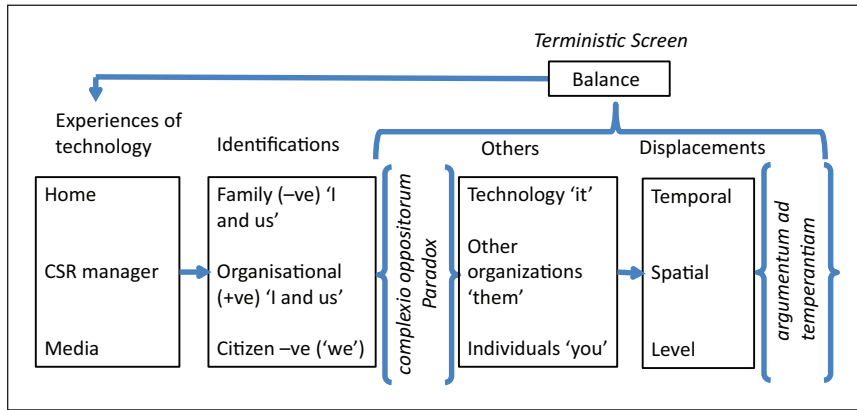 Terministic Screen
Balance
Experiences of
technology
Identifications
Others
Displacements
Home
CSR manager
Media
Family (–ve) ‘I
and us’
Organisational
(+ve) ‘I and us’
Citizen –ve (‘we’)
complexio oppositorum
Paradox
Technology ‘it’
Other
organizations
‘them’
Individuals ‘you’
Temporal
Spatial
Level
argumentum ad
temperantiam